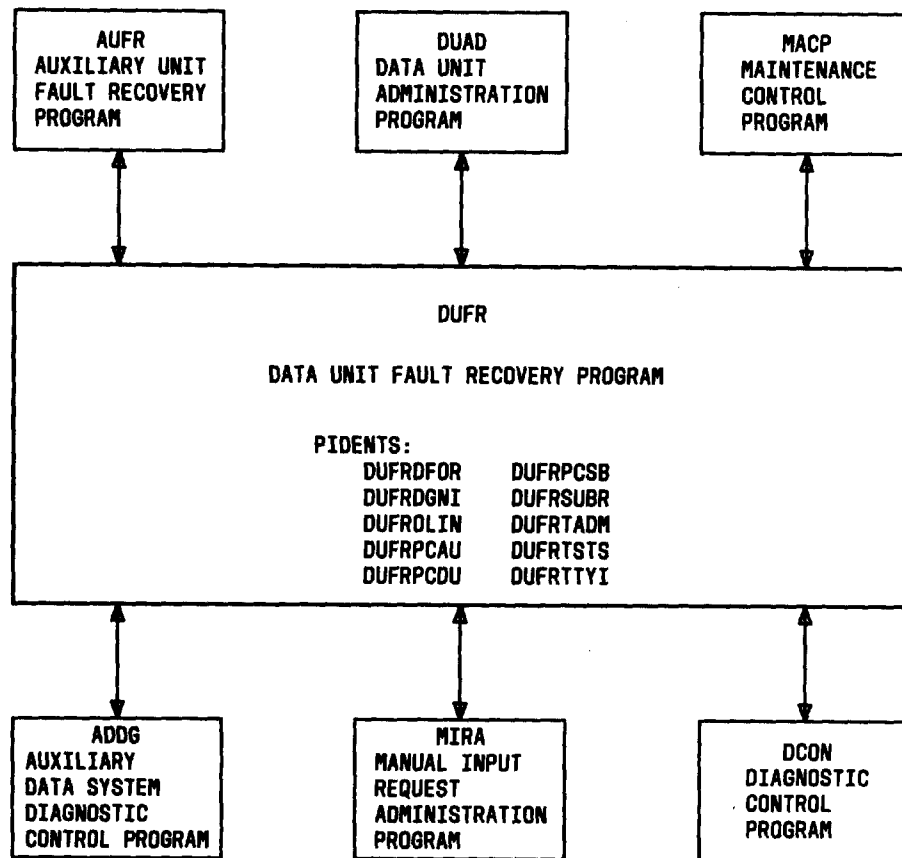 AUFR
AUXILIARY UNIT
FAULT RECOVERY
PROGRAM
DUAD
DATA UNIT
ADMINISTRATION
PROGRAM
MACP
MAINTENANCE
CONTROL
PROGRAM
DUFR
DATA UNIT FAULT RECOVERY PROGRAM
PIDENTS:
DUFRDFOR DUFRPCSB
DUFRDGNI DUFRSUBR
DUFROLIN DUFRTADM
DUFRPCAU DUFRTSTS
DUFRPCDU DUFRTTYI
ADDG
AUXILIARY
DATA SYSTEM
DIAGNOSTIC
CONTROL PROGRAM
MIRA
MANUAL INPUT
REQUEST
ADMINISTRATION
PROGRAM
DCON
DIAGNOSTIC
CONTROL
PROGRAM